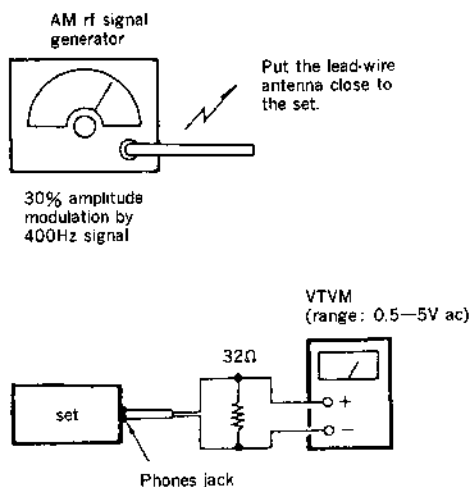 AM rf signal
generator
Put the lead-wire
antenna close to
the set.
30% amplitude
modulation by
400Hz signal
VTVM
(range: 0.5—5V ac)
32Ω
+
−
set
Phones jack